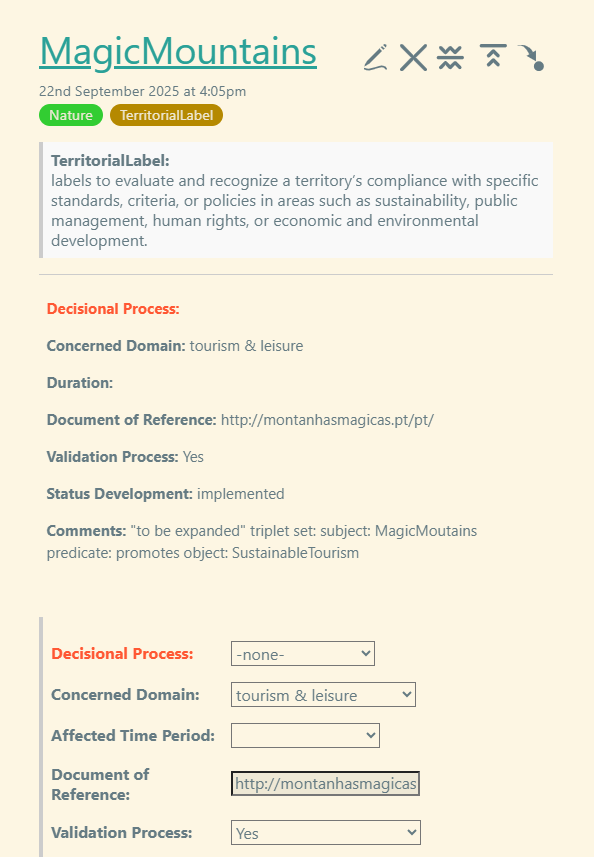 MagicMountains
22nd September 2025 at 4:05pm
Nature TerritorialLabel
TerritorialLabel:
labels to evaluate and recognize a territory's compliance with specific
standards, criteria, or policies in areas such as sustainability, public
management, human rights, or economic and environmental
development.
Decisional Process:
Concerned Domain: tourism & leisure
Duration:
Document of Reference: http://montanhasmagicas.pt/pt/
Validation Process: Yes
Status Development: implemented
Comments: "to be expanded" triplet set: subject: MagicMoutains
predicate: promotes object: SustainableTourism
Decisional Process: -none-
Concerned Domain: tourism & leisure
Affected Time Period:
Document of
Reference: http://montanhasmagicas
Validation Process: Yes